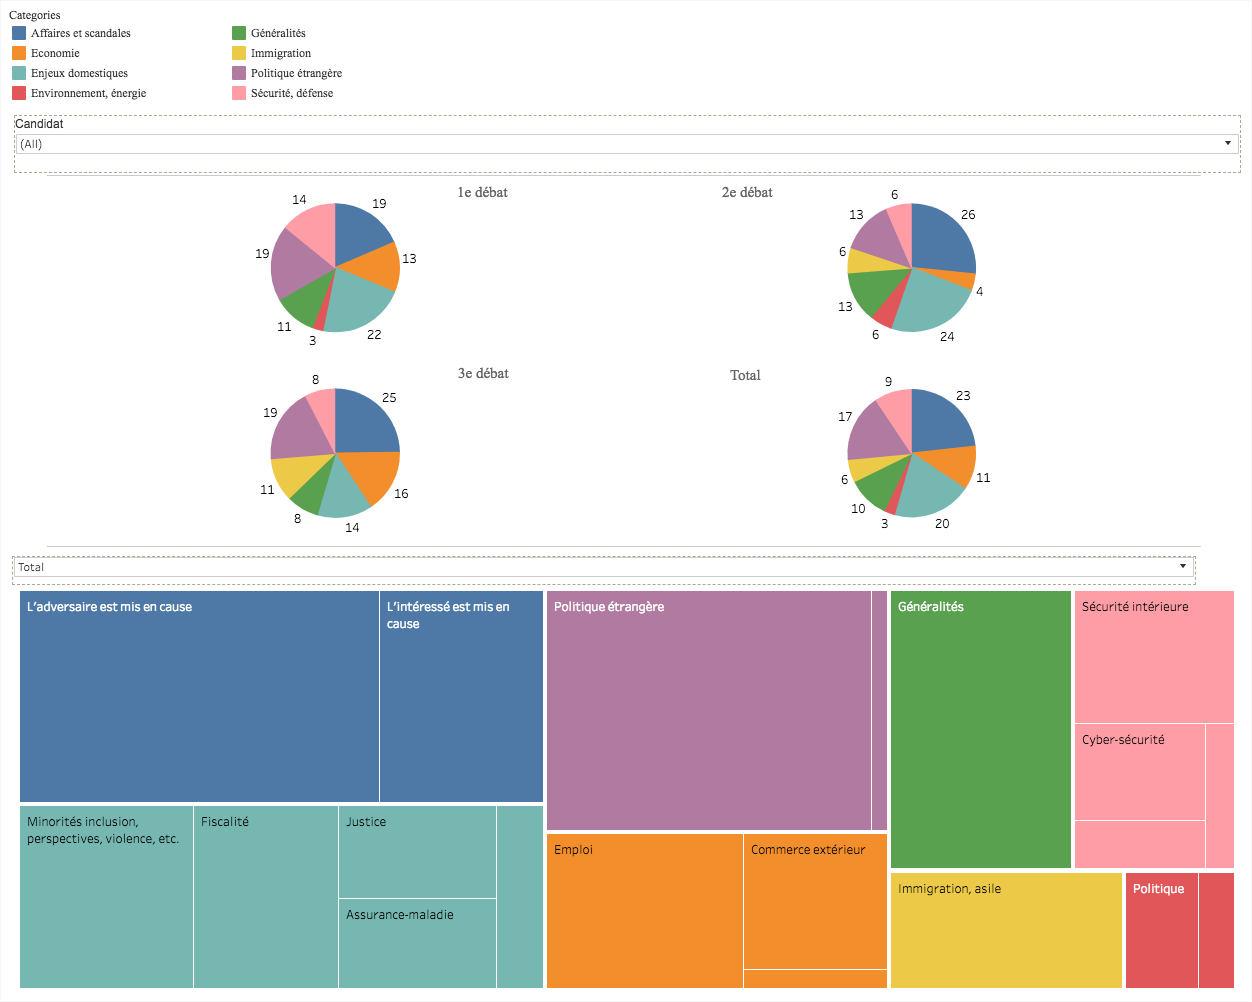 Categories
Affaires et scandales
Généralités
Economie
Immigration
Enjeux domestiques
Politique étrangère
Environnement, énergie
Sécurité, défense
Candidat
(All)
1e débat
14
19
13
22
3
11
19
2e débat
6
26
4
24
6
13
6
13
3e débat
8
25
16
14
8
11
19
Total
9
23
11
20
3
10
6
17
Total
L'adversaire est mis en cause
L'intéressé est mis en
cause
Politique étrangère
Généralités
Sécurité intérieure
Cyber-sécurité
Minorités inclusion,
perspectives, violence, etc.
Fiscalité
Justice
Assurance-maladie
Emploi
Commerce extérieur
Immigration, asile
Politique